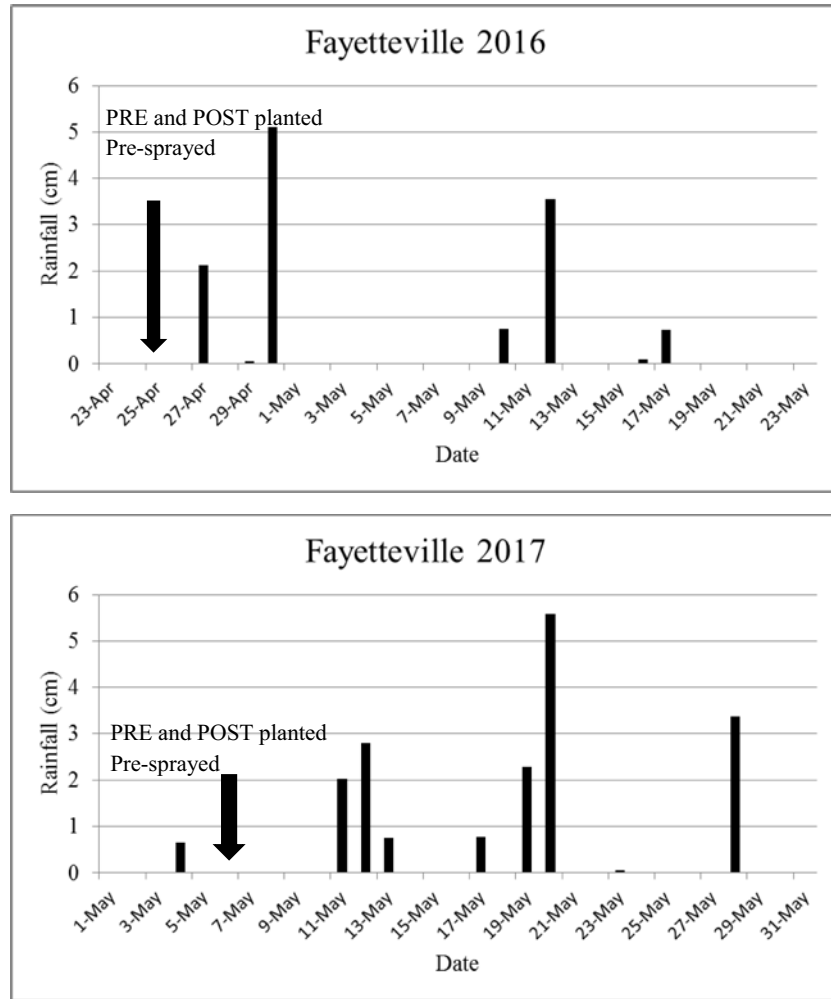 Fayetteville 2016
6
PRE and POST planted
5
Pre-sprayed
4
3
2
1
0
Rainfall (cm)
23-Apr 25-Apr 27-Apr 29-Apr 1-May 3-May 5-May 7-May 9-May 11-May 13-May 15-May 17-May 19-May 21-May 23-May
Date
Fayetteville 2017
6
5
4
3
PRE and POST planted
Pre-sprayed
2
1
0
Rainfall (cm)
1-May 3-May 5-May 7-May 9-May 11-May 13-May 15-May 17-May 19-May 21-May 23-May 25-May 27-May 29-May 31-May
Date